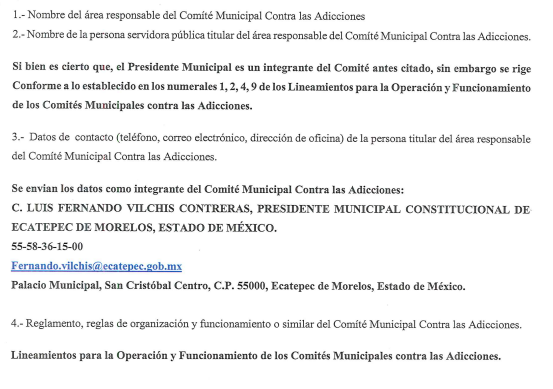 1.- Nombre del área responsable del Comité Municipal Contra las Adicciones
2.- Nombre de la persona servidora pública titular del área responsable del Comité Municipal Contra las Adicciones.
Si bien es cierto que, el Presidente Municipal es un integrante del Comité antes citado, sin embargo se rige
Conforme a lo establecido en los numerales 1, 2, 4, 9 de los Lineamientos para la Operación y Funcionamiento
de los Comités Municipales contra las Adicciones.
3.- Datos de contacto (teléfono, correo electrónico, dirección de oficina) de la persona titular del área responsable
del Comité Municipal Contra las Adicciones.
Se envian los datos como integrante del Comité Municipal Contra las Adicciones:
C. LUIS FERNANDO VILCHIS CONTRERAS, PRESIDENTE MUNICIPAL CONSTITUCIONAL DE
ECATEPEC DE MORELOS, ESTADO DE MÉXICO.
55-58-36-15-00
Fernando.vilchis@ecatepec.gob.mx
Palacio Municipal, San Cristóbal Centro, C.P. 55000, Ecatepec de Morelos, Estado de México.
4.- Reglamento, reglas de organización y funcionamiento o similar del Comité Municipal Contra las Adicciones.
Lineamientos para la Operación y Funcionamiento de los Comités Municipales contra las Adicciones.